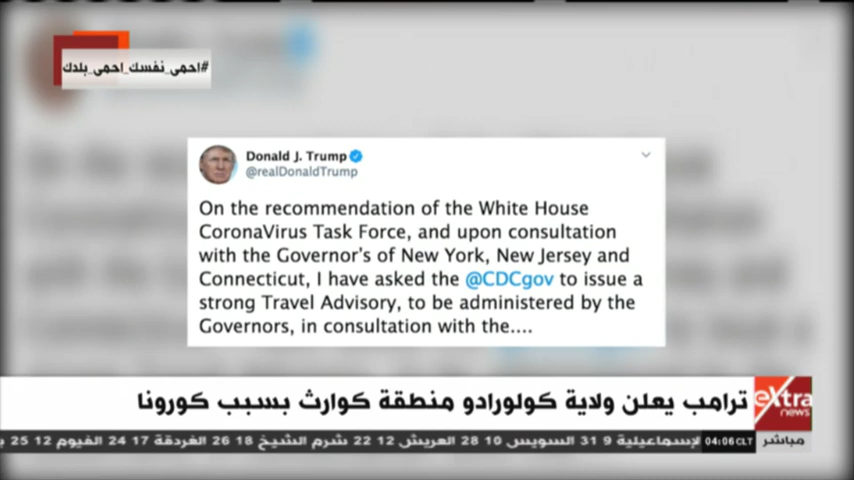 #احمى_نفسك_احمى_بلدك
Donald J. Trump
@realDonaldTrump
On the recommendation of the White House
CoronaVirus Task Force, and upon consultation
with the Governor's of New York, New Jersey and
Connecticut, I have asked the @CDCgov to issue a
strong Travel Advisory, to be administered by the
Governors, in consultation with the....
ترامب يعلن ولاية كولورادو منطقة كوارث بسبب كورونا
eXtra
news
مباشر
04:06 CLT
الإسماعيلية 9 31 السويس 10 28 العريش 12 22 شرم الشيخ 18 26 الغردقة 17 24 الفيوم 12 25